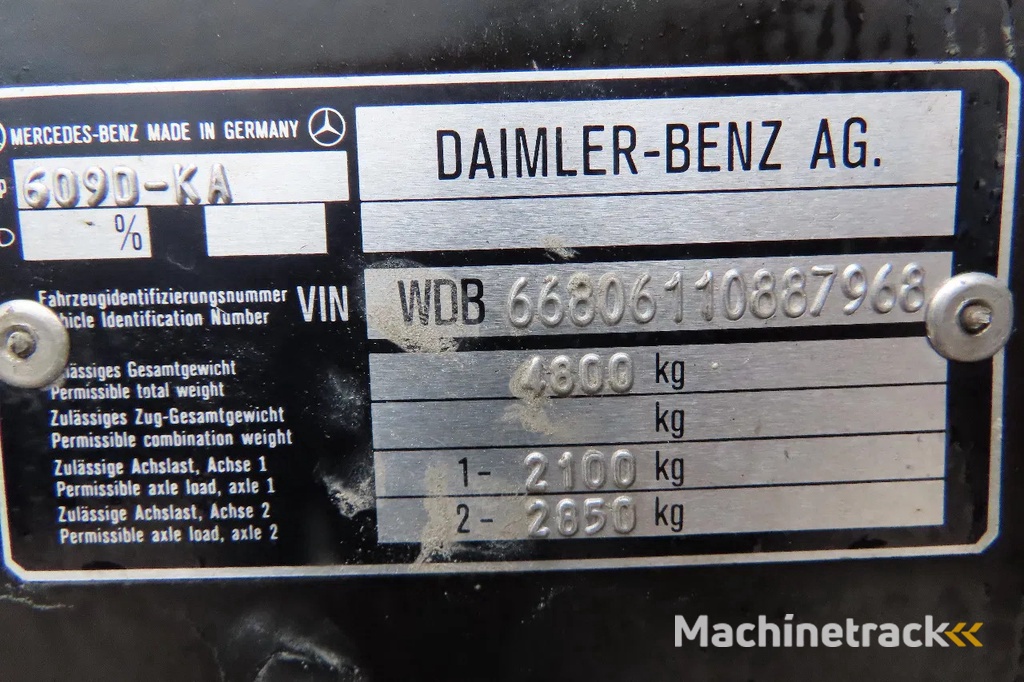 MERCEDES-BENZ MADE IN GERMANY
DAIMLER-BENZ AG.
609D-KA
%
Fahrzeugidentifizierungsnummer
Identification Number
VIN
WDB 66806110887968
Gesamtgewicht
Permissible total weight
4800 kg
Zulässiges Zug-Gesamtgewicht
Permissible combination weight
kg
Zulässige Achslast, Achse 1
Permissible axle load, axle 1
1- 2100 kg
Zulässige Achslast, Achse 2
Permissible axle load, axle 2
2- 2850 kg
Machinetrack